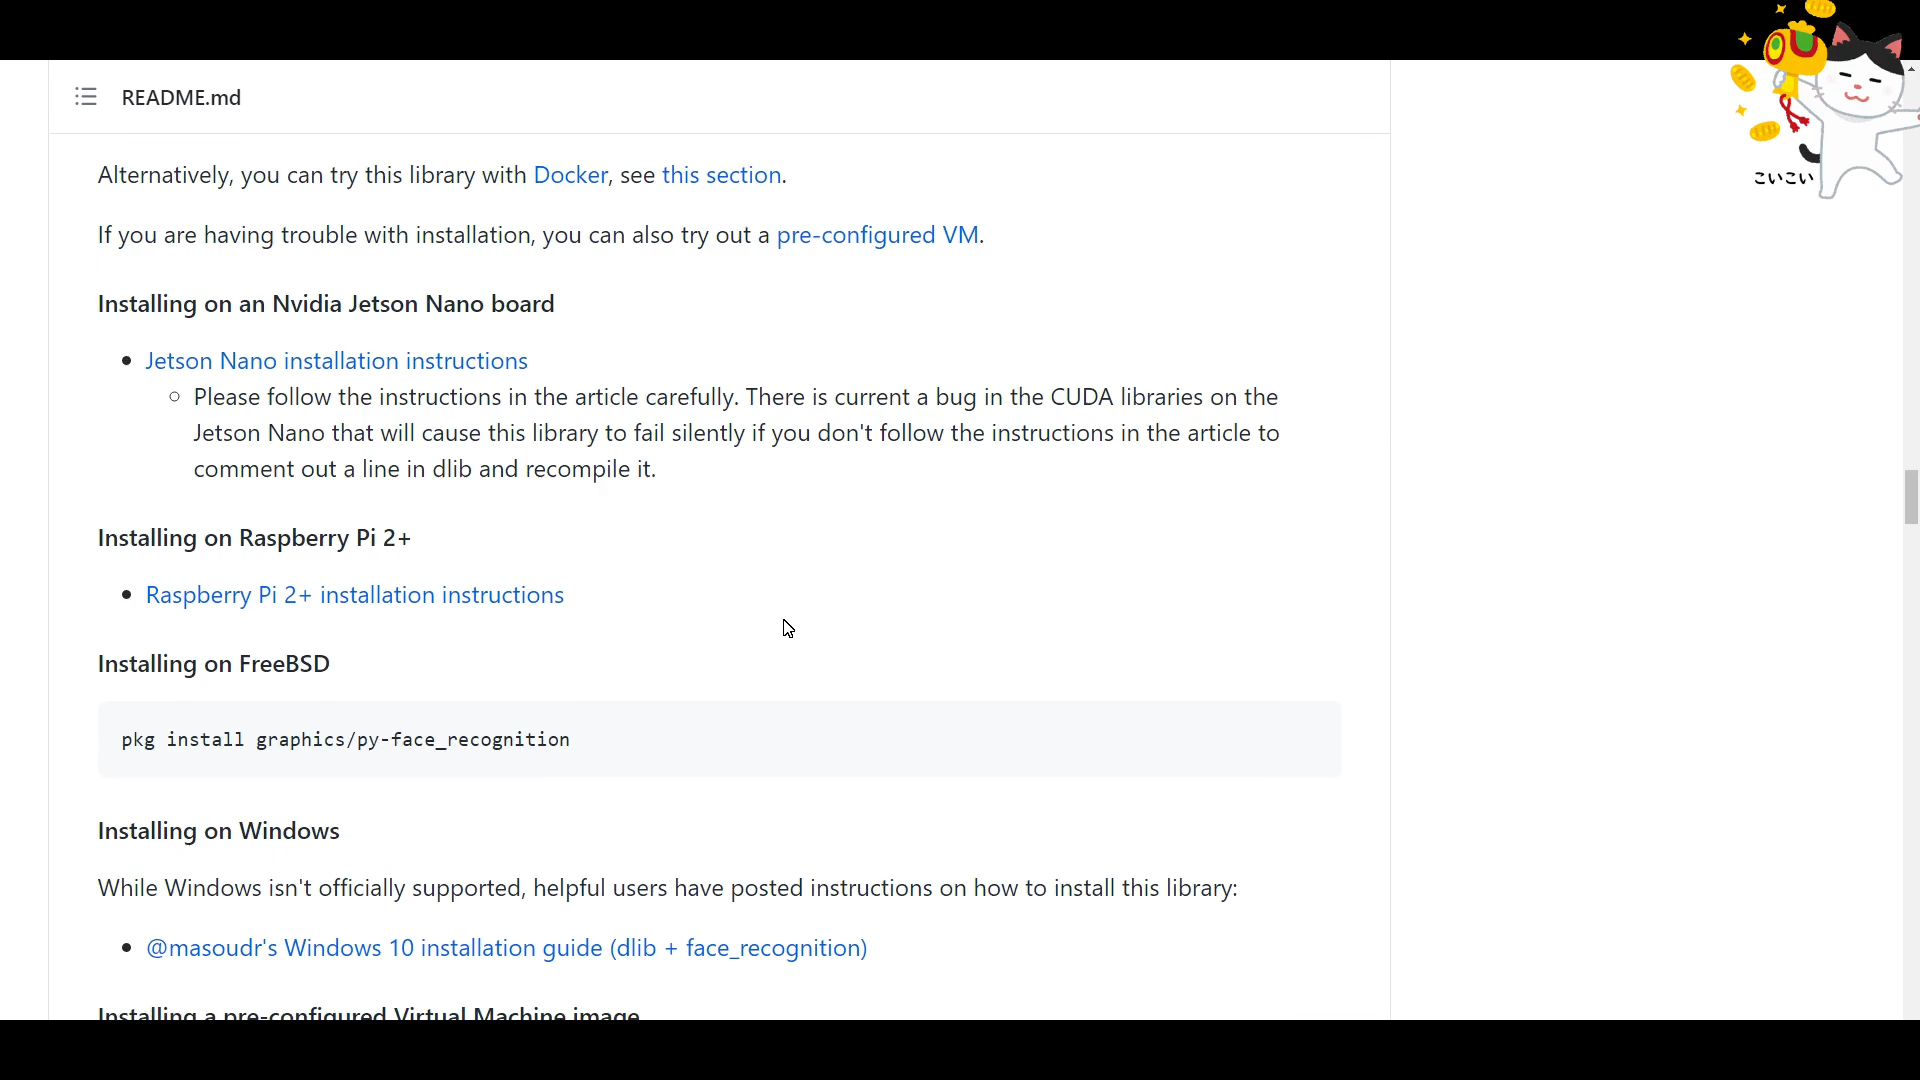 README.md
こいこい
Alternatively, you can try this library with Docker, see this section.
If you are having trouble with installation, you can also try out a pre-configured VM.
Installing on an Nvidia Jetson Nano board
Jetson Nano installation instructions
Please follow the instructions in the article carefully. There is current a bug in the CUDA libraries on the
Jetson Nano that will cause this library to fail silently if you don't follow the instructions in the article to
comment out a line in dlib and recompile it.
Installing on Raspberry Pi 2+
Raspberry Pi 2+ installation instructions
Installing on FreeBSD
pkg install graphics/py-face_recognition
Installing on Windows
While Windows isn't officially supported, helpful users have posted instructions on how to install this library:
@masoudr's Windows 10 installation guide (dlib + face_recognition)
Installing a pre-configured Virtual Machine image